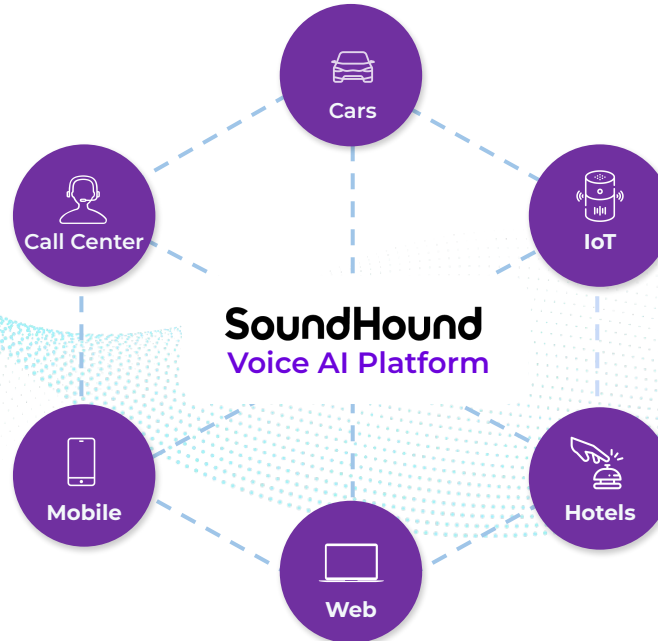 Cars
Call Center
IoT
SoundHound
Voice AI Platform
Mobile
Hotels
Web